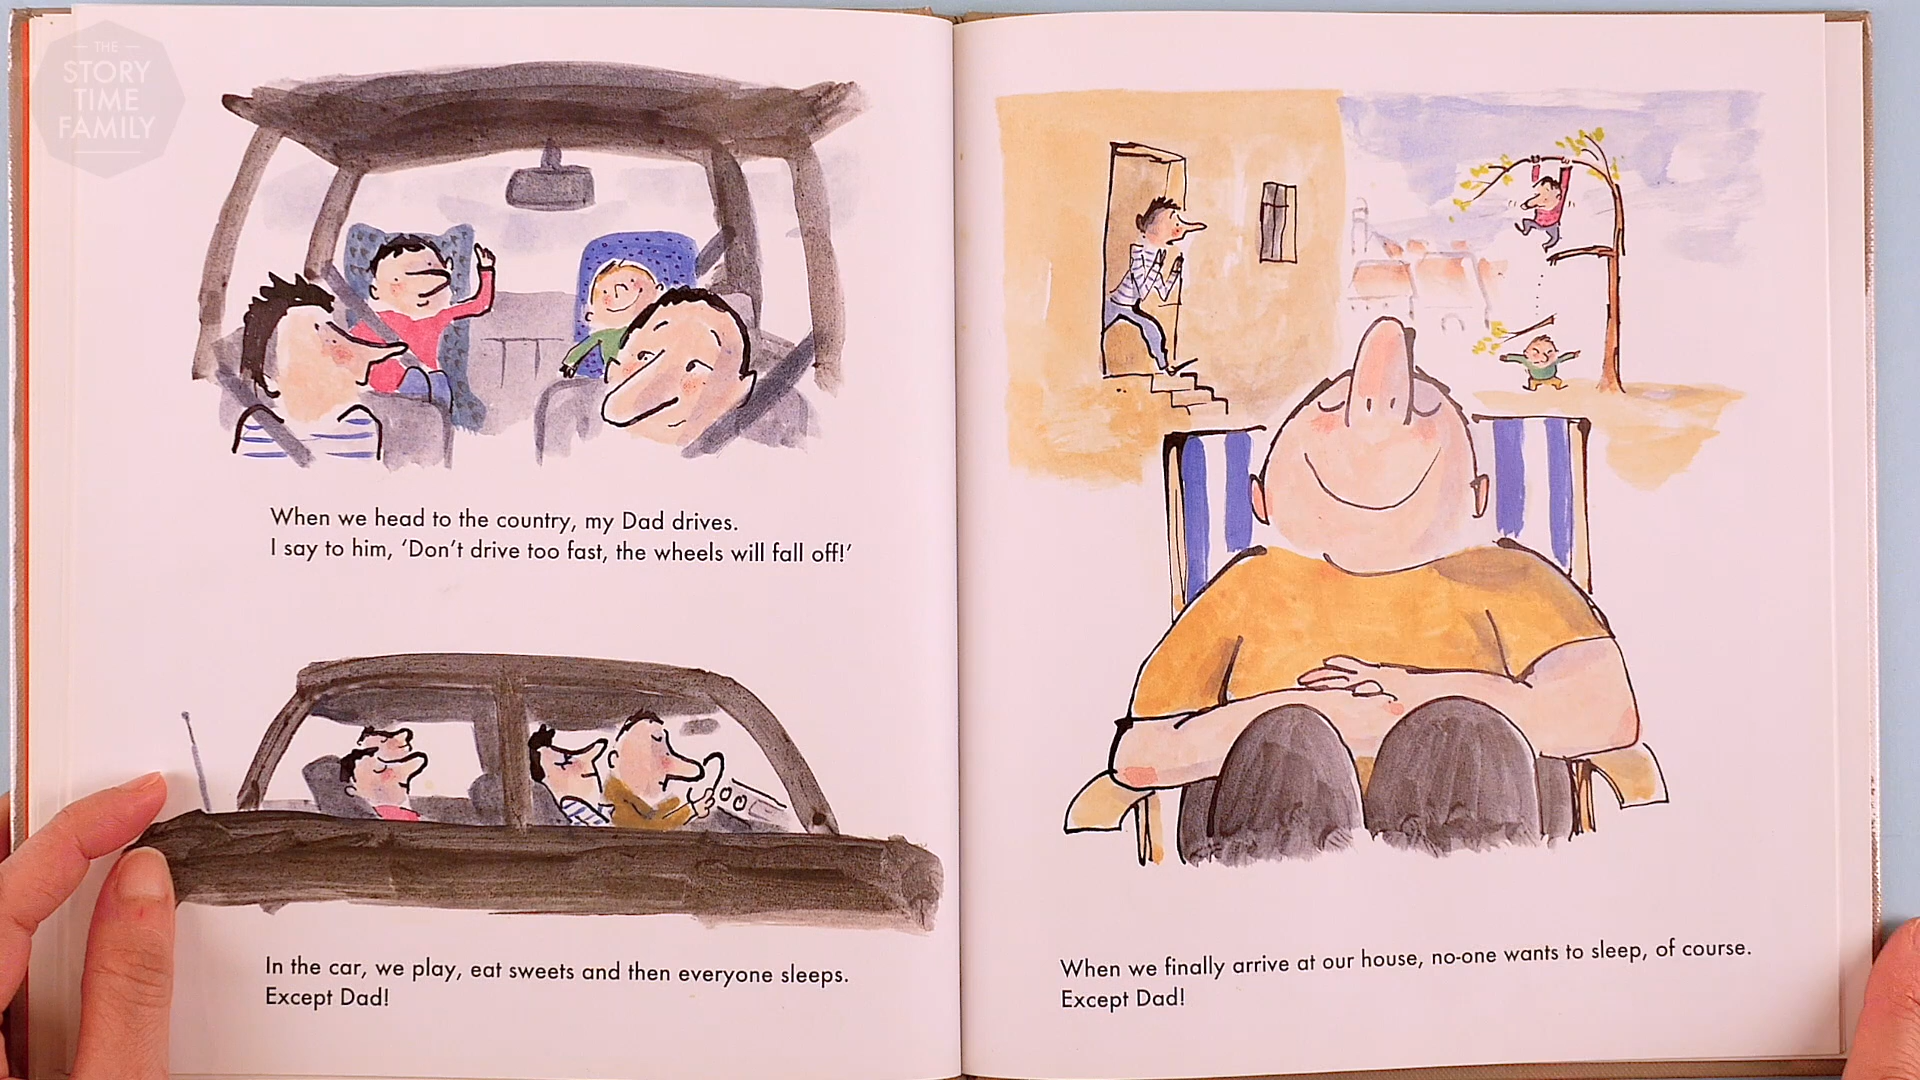 THE
STORY
TIME
FAMILY
When we head to the country, my Dad drives.
I say to him, ‘Don’t drive too fast, the wheels will fall off!’
In the car, we play, eat sweets and then everyone sleeps.
Except Dad!
When we finally arrive at our house, no-one wants to sleep, of course.
Except Dad!